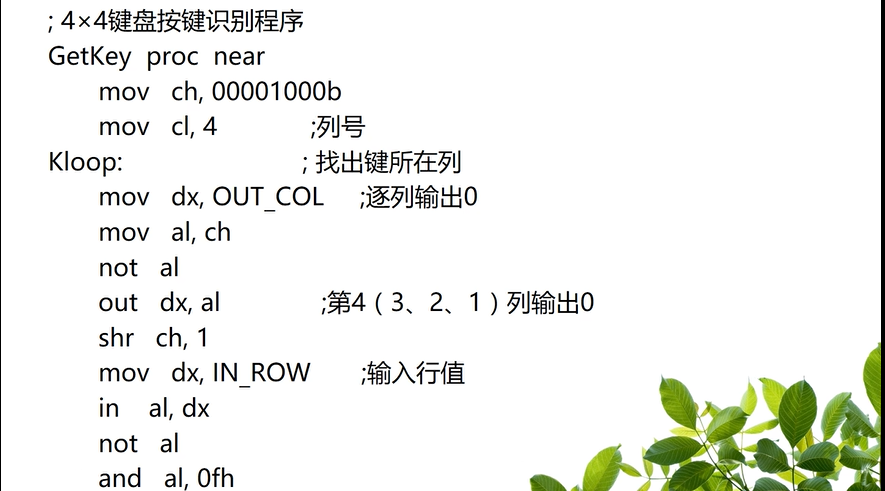 ; 4×4键盘按键识别程序
GetKey proc near
mov ch, 00001000b
mov cl, 4 ;列号
Kloop: ; 找出键所在列
mov dx, OUT_COL ;逐列输出0
mov al, ch
not al
out dx, al ;第4（3、2、1）列输出0
shr ch, 1
mov dx, IN_ROW ;输入行值
in al, dx
not al
and al, 0fh